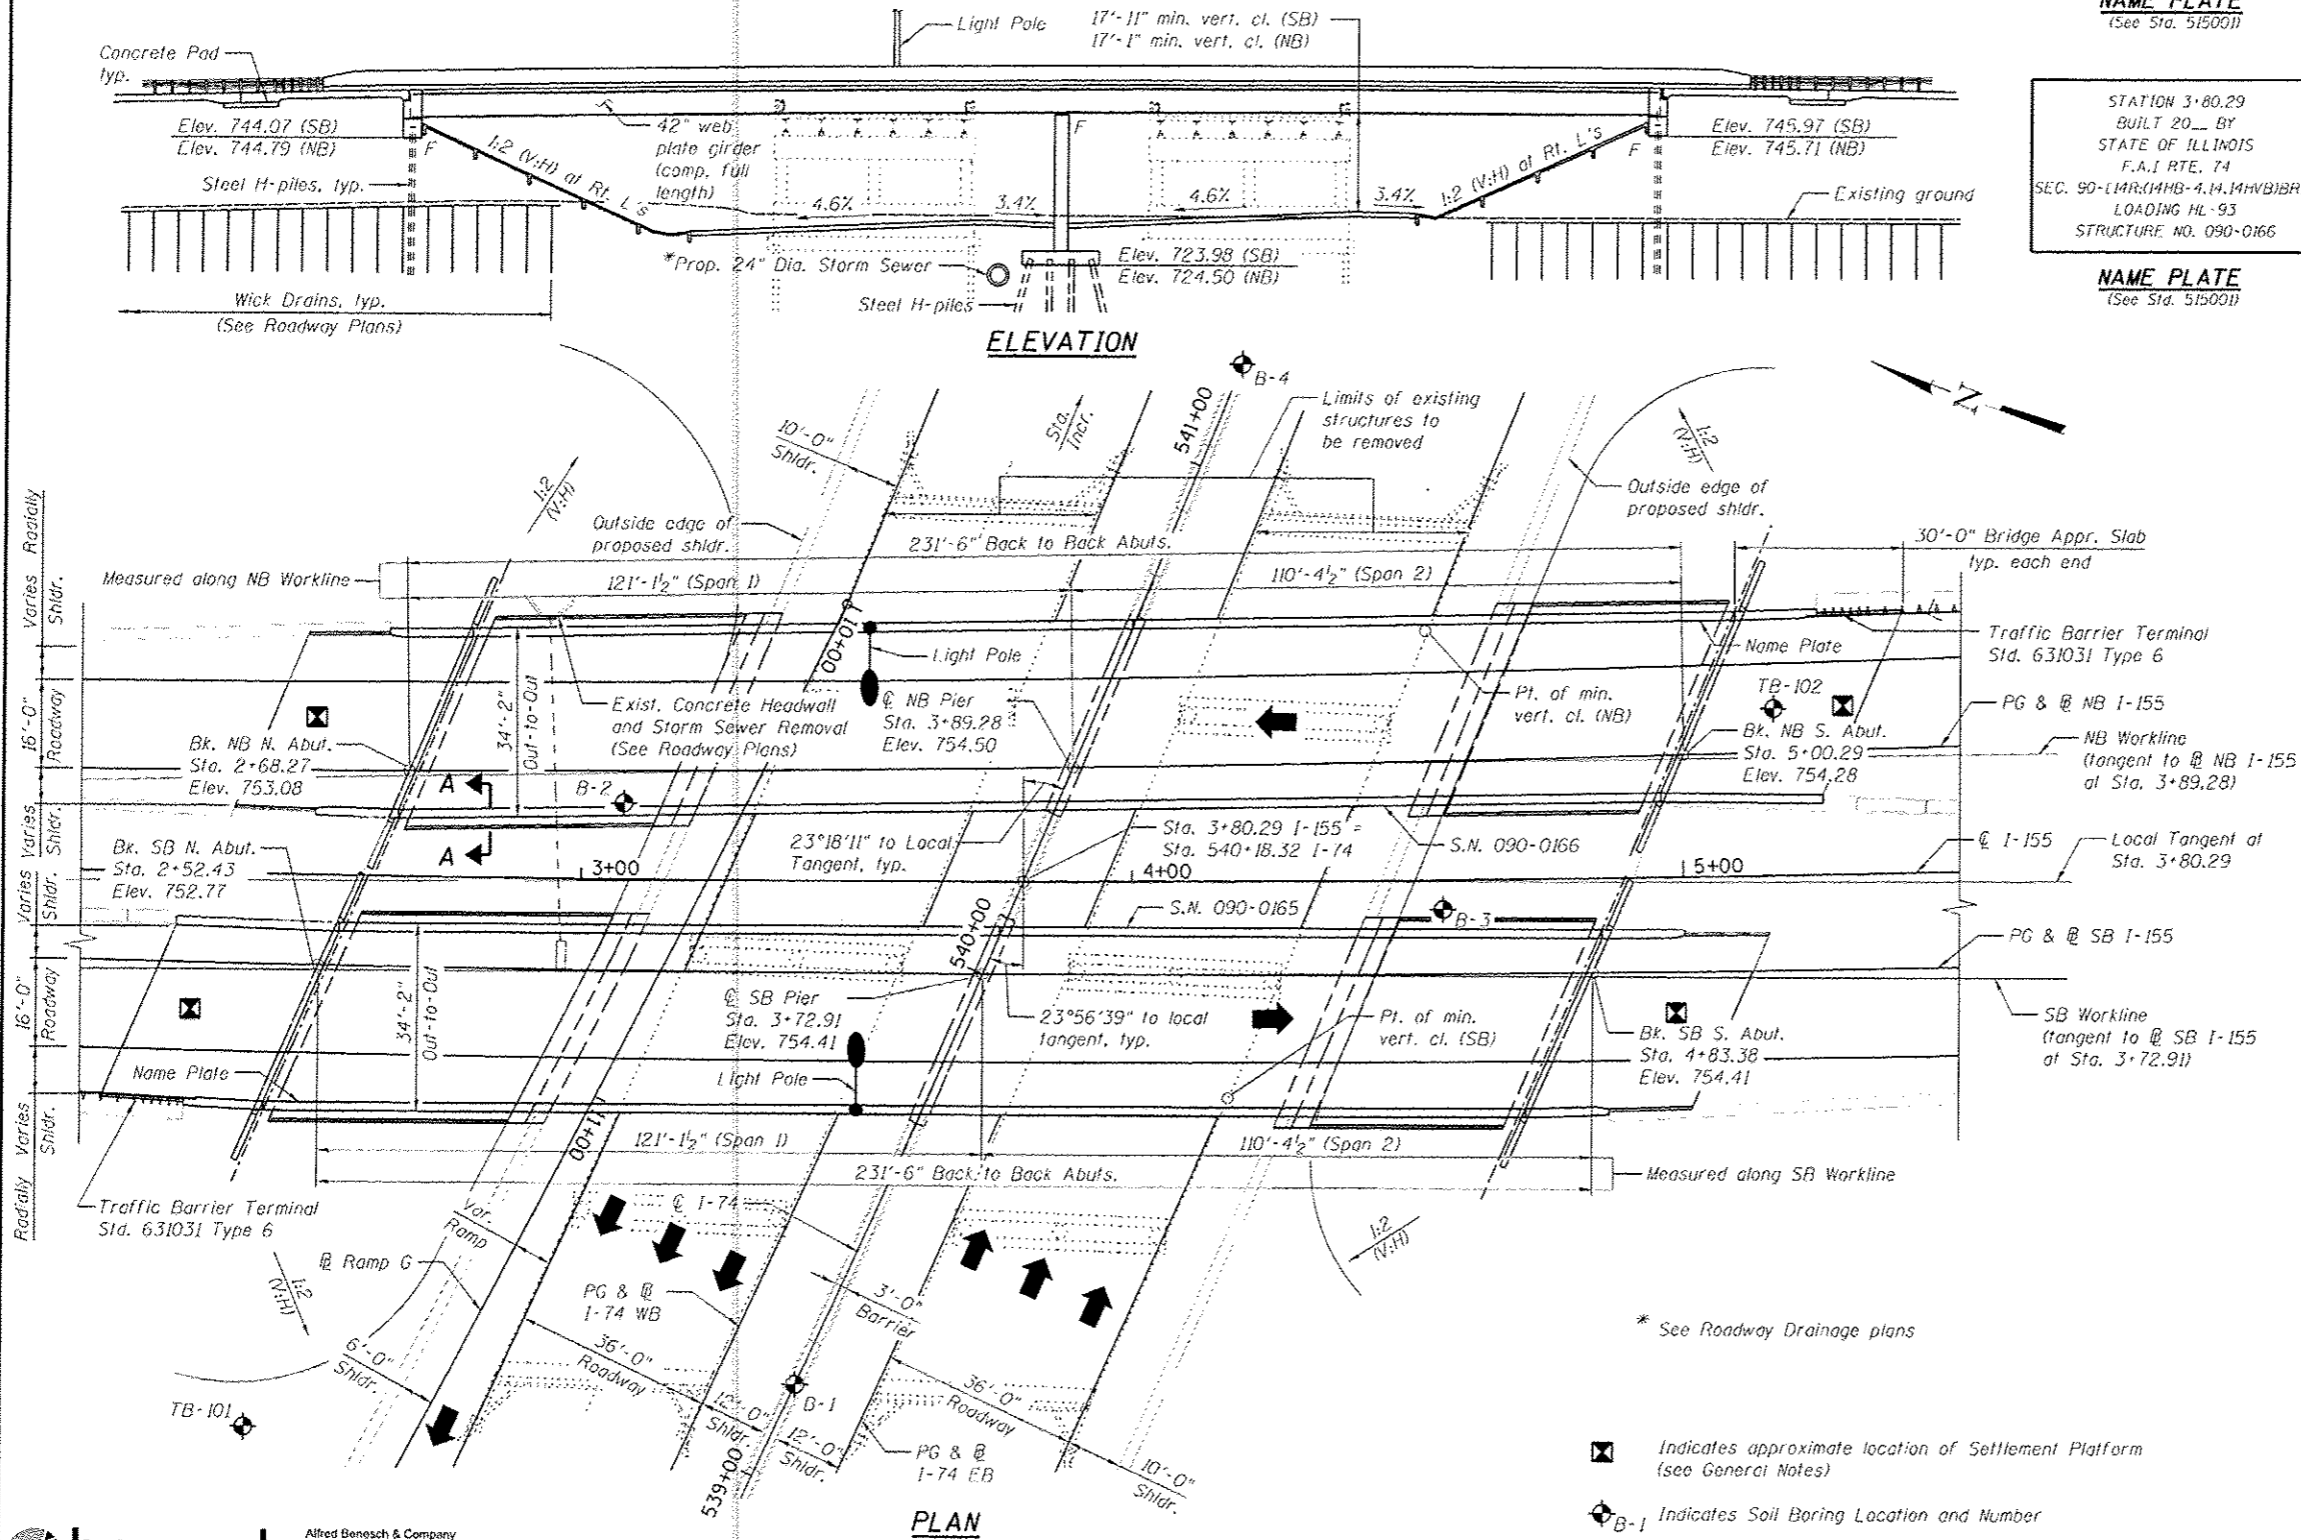 NAME PLATE
(See Std. 515001)
Light Pole
17'-11" min. vert. cl. (SB)
17'-1" min. vert. cl. (NB)
Concrete Pad
typ.
Elev. 744.07 (SB)
Elev. 744.79 (NB)
F
42" web
plate girder
(comp. full
length)
F
F
F
Elev. 745.97 (SB)
Elev. 745.71 (NB)
1:2 (V:H) at Rt. L's
1:2 (V:H) at Rt. L's
Steel H-piles, typ.
4.6%
3.4%
4.6%
3.4%
Existing ground
*Prop. 24" Dia. Storm Sewer
Elev. 723.98 (SB)
Elev. 724.50 (NB)
Steel H-piles
Wick Drains, typ.
(See Roadway Plans)
ELEVATION
STATION 3+80.29
BUILT 20__ BY
STATE OF ILLINOIS
F.A.I RTE. 74
LOADING HL-93
STRUCTURE NO. 090-0166
NAME PLATE
(See Std. 515001)
B-4
Limits of existing
structures to
be removed
N
10'-0"
Shldr.
Sta.
Incr.
541+00
1:2
(V:H)
1:2
(V:H)
Outside edge of
proposed shldr.
Outside edge of
proposed shldr.
231'-6" Back to Back Abuts.
30'-0" Bridge Appr. Slab
typ. each end
Measured along NB Workline
121'-1½" (Span 1)
110'-4½" (Span 2)
Varies Radially
Shldr.
16'-0"
Roadway
Varies
Shldr.
Varies
Shldr.
16'-0"
Roadway
Radially Varies
Shldr.
10+00
Light Pole
Name Plate
Traffic Barrier Terminal
Std. 631031 Type 6
34'-2"
Out-to-Out
Exist. Concrete Headwall
and Storm Sewer Removal
(See Roadway Plans)
℄ NB Pier
Sta. 3+89.28
Elev. 754.50
Pt. of min.
vert. cl. (NB)
TB-102
PG & ℄ NB I-155
Bk. NB N. Abut.
Sta. 2+68.27
Elev. 753.08
Bk. NB S. Abut.
Sta. 5+00.29
Elev. 754.28
NB Workline
(tangent to ℄ NB I-155
at Sta. 3+89.28)
A
B-2
A
23°18'11" to Local
Tangent, typ.
Sta. 3+80.29 I-155 =
Sta. 540+18.32 I-74
S.N. 090-0166
℄ I-155
Local Tangent at
Sta. 3+80.29
Bk. SB N. Abut.
Sta. 2+52.43
Elev. 752.77
3+00
4+00
5+00
S.N. 090-0165
B-3
540+00
PG & ℄ SB I-155
34'-2"
Out-to-Out
℄ SB Pier
Sta. 3+72.91
Elev. 754.41
23°56'39" to local
tangent, typ.
Pt. of min.
vert. cl. (SB)
Bk. SB S. Abut.
Sta. 4+83.38
Elev. 754.41
SB Workline
(tangent to ℄ SB I-155
at Sta. 3+72.91)
Name Plate
Light Pole
11+00
121'-1½" (Span 1)
110'-4½" (Span 2)
231'-6" Back to Back Abuts.
Measured along SB Workline
Traffic Barrier Terminal
Std. 631031 Type 6
Var.
Ramp
℄ I-74
1:2
(V:H)
1:2
(V:H)
℄ Ramp G
PG & ℄
I-74 WB
3'-0"
Barrier
6'-0"
Shldr.
36'-0"
Roadway
12'-0"
Shldr.
B-1
12'-0"
Shldr.
36'-0"
Roadway
10'-0"
Shldr.
PG & ℄
I-74 EB
TB-101
539+00
PLAN
* See Roadway Drainage plans
Indicates approximate location of Settlement Platform
(see General Notes)
B-1 Indicates Soil Boring Location and Number
Alfred Benesch & Company